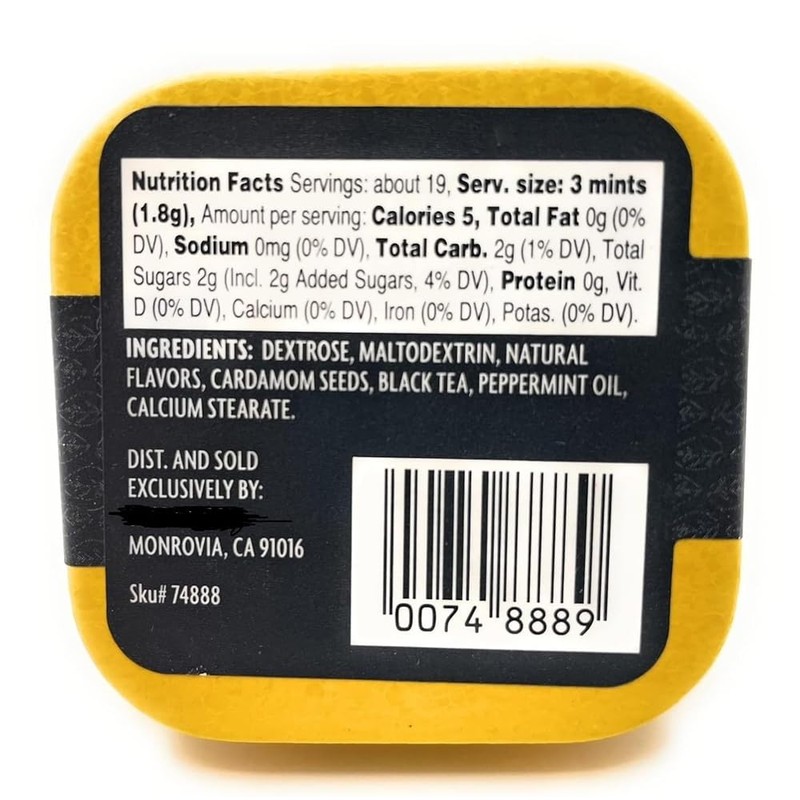 Nutrition Facts Servings: about 19, Serv. size: 3 mints
(1.8g), Amount per serving: Calories 5, Total Fat 0g (0%
DV), Sodium 0mg (0% DV), Total Carb. 2g (1% DV), Total
Sugars 2g (Incl. 2g Added Sugars, 4% DV), Protein 0g, Vit.
D (0% DV), Calcium (0% DV), Iron (0% DV), Potas. (0% DV).
INGREDIENTS: DEXTROSE, MALTODEXTRIN, NATURAL
FLAVORS, CARDAMOM SEEDS, BLACK TEA, PEPPERMINT OIL,
CALCIUM STEARATE.
DIST. AND SOLD
EXCLUSIVELY BY:
MONROVIA, CA 91016
Sku# 74888
0074 8889